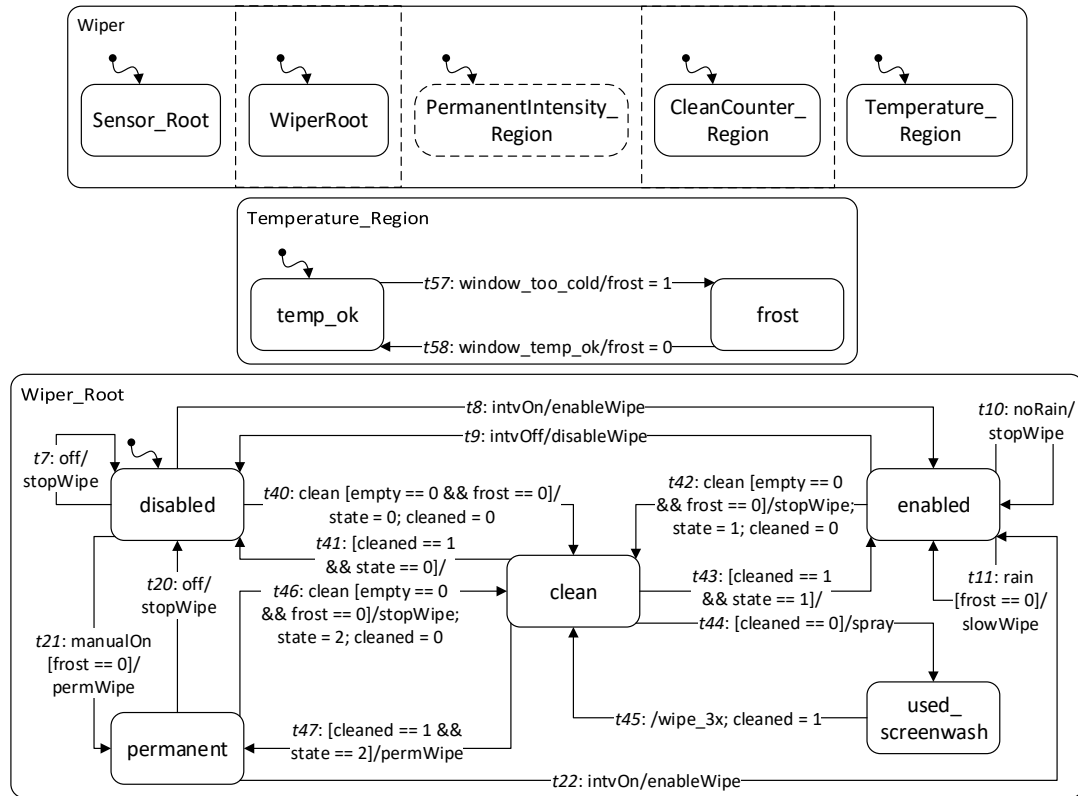 Wiper
Sensor_Root
WiperRoot
PermanentIntensity_
Region
CleanCounter_
Region
Temperature_
Region
Temperature_Region
temp_ok
t57: window_too_cold/frost = 1
t58: window_temp_ok/frost = 0
frost
Wiper_Root
t8: intvOn/enableWipe
t9: intvOff/disableWipe
t10: noRain/
stopWipe
t7: off/
stopWipe
disabled
t40: clean [empty == 0 && frost == 0]/
state = 0; cleaned = 0
t42: clean [empty == 0
&& frost == 0]/stopWipe;
state = 1; cleaned = 0
enabled
t41: [cleaned == 1
&& state == 0]/
t20: off/
stopWipe
t46: clean [empty == 0
&& frost == 0]/stopWipe;
state = 2; cleaned = 0
clean
t43: [cleaned == 1
&& state == 1]/
t44: [cleaned == 0]/spray
t11: rain
[frost == 0]/
slowWipe
t21: manualOn
[frost == 0]/
permWipe
permanent
t47: [cleaned == 1 &&
state == 2]/permWipe
t45: /wipe_3x; cleaned = 1
used_
screenwash
t22: intvOn/enableWipe